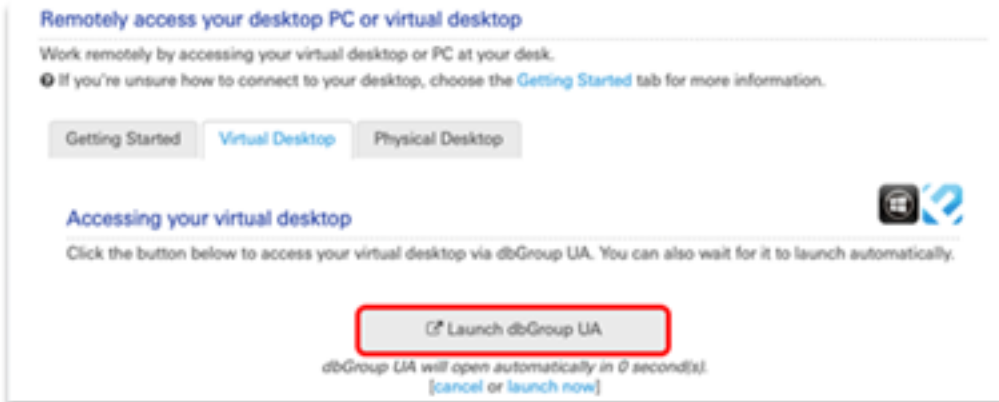 Remotely access your desktop PC or virtual desktop
Work remotely by accessing your virtual desktop or PC at your desk.
If you're unsure how to connect to your desktop, choose the Getting Started tab for more information.
Getting Started Virtual Desktop Physical Desktop
Accessing your virtual desktop
Click the button below to access your virtual desktop via dbGroup UA. You can also wait for it to launch automatically.
Launch dbGroup UA
dbGroup UA will open automatically in 0 second(s).
[cancel or launch now]